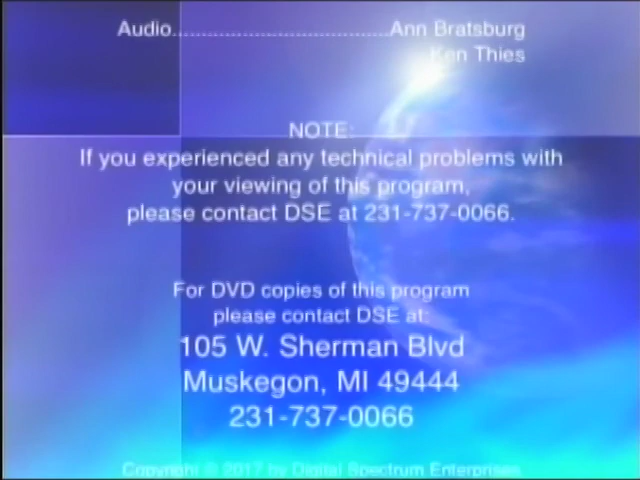 Audio........................................Ann Bratsburg
Ken Thies
NOTE:
If you experienced any technical problems with
your viewing of this program,
please contact DSE at 231-737-0066.
For DVD copies of this program
please contact DSE at:
105 W. Sherman Blvd
Muskegon, MI 49444
231-737-0066
Copyright © 2017 by Digital Spectrum Enterprises